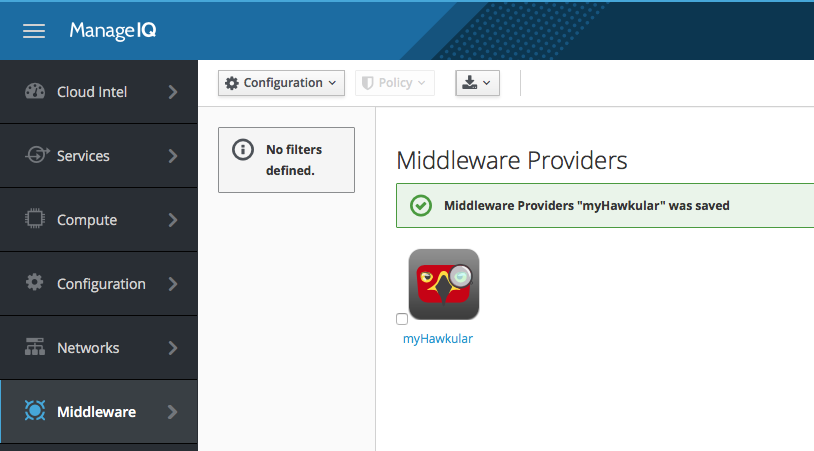 ManageIQ
Cloud Intel
Services
Compute
Configuration
Networks
Middleware
Configuration
Policy
No filters
defined.
Middleware Providers
Middleware Providers "myHawkular" was saved
myHawkular